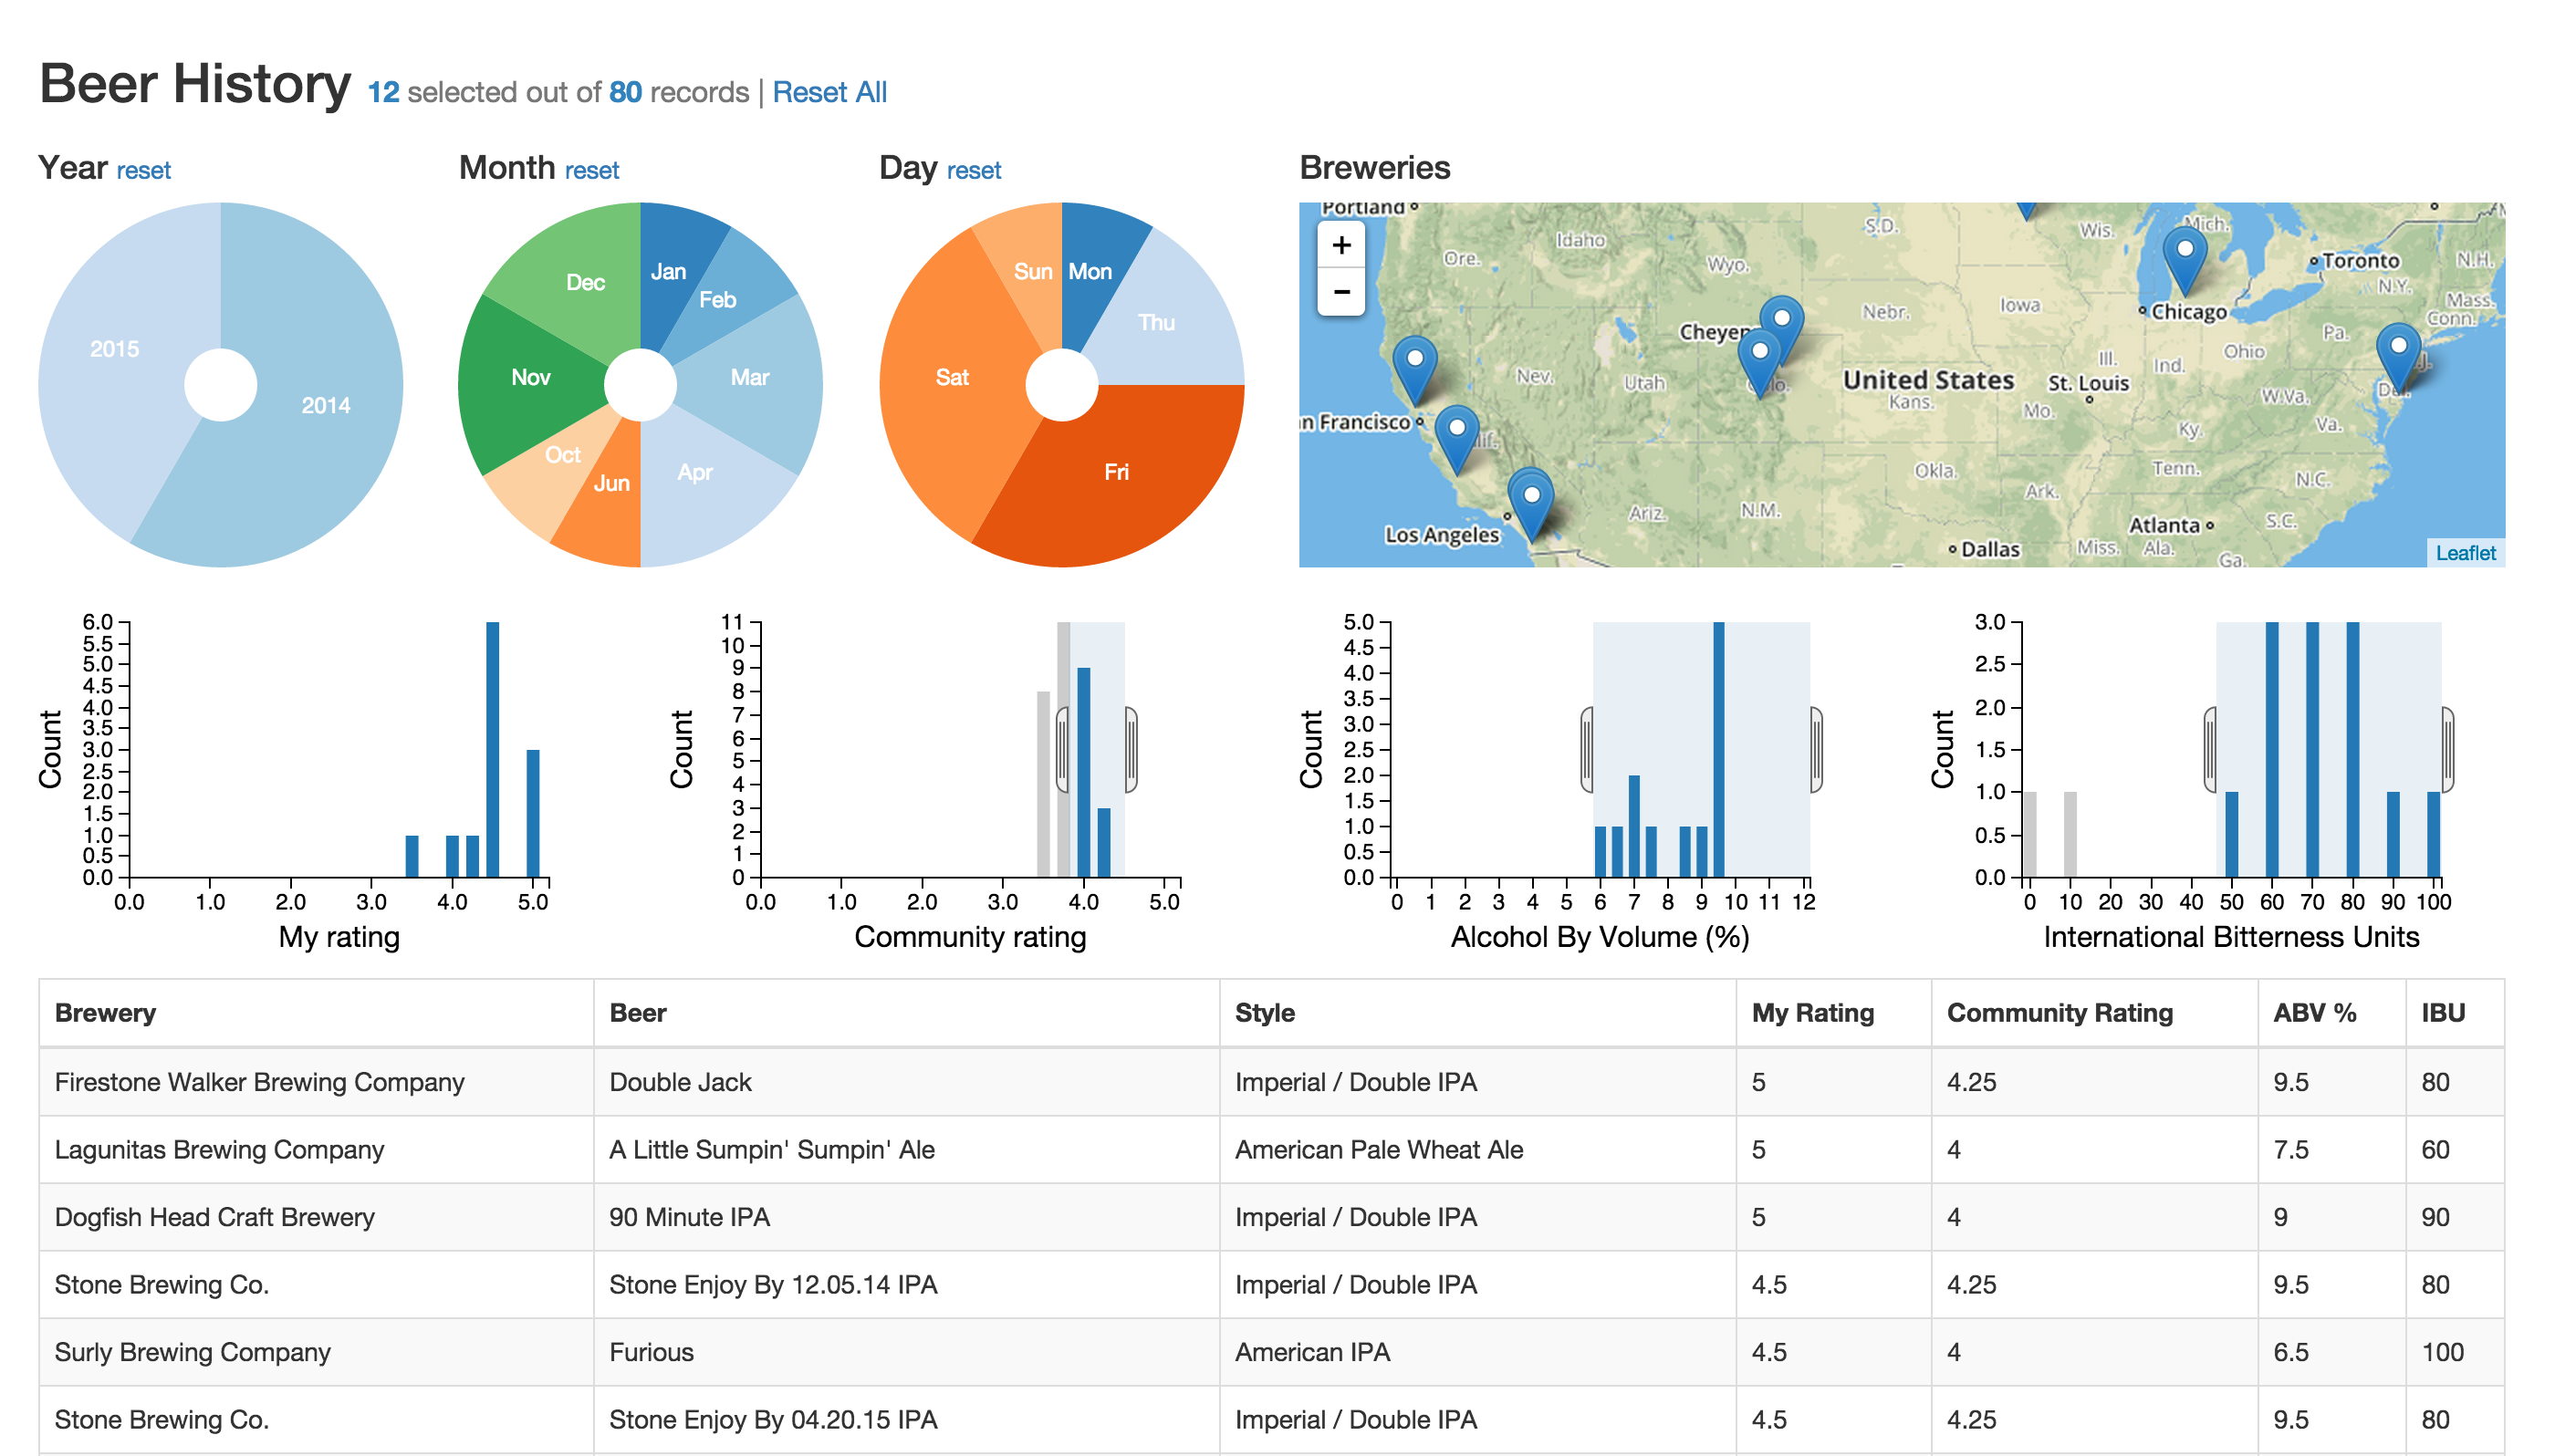 Beer History 12 selected out of 80 records | Reset All
Year reset
Month reset
Day reset
Breweries
2015
2014
Jan
Feb
Mar
Apr
Jun
Oct
Nov
Dec
Mon
Thu
Fri
Sat
Sun
+
−
Portland
Idaho
S.D.
Wis.
Mich.
Ore.
Wyo.
Toronto
N.H.
N.Y.
Mass.
Conn.
Iowa
Nebr.
Chicago
Pa.
Ohio
Ill.
Ind.
Nev.
Utah
United States
St. Louis
Kans.
Mo.
W.Va.
Va.
Ky.
Okla.
Tenn.
N.C.
Ark.
Ariz.
N.M.
Los Angeles
Atlanta
S.C.
Dallas
Miss.
Ala.
Ga.
Leaflet
6.0
5.5
5.0
4.5
4.0
3.5
3.0
2.5
2.0
1.5
1.0
0.5
0.0
Count
0.0 1.0 2.0 3.0 4.0 5.0
My rating
11
10
9
8
7
6
5
4
3
2
1
0
Count
0.0 1.0 2.0 3.0 4.0 5.0
Community rating
5.0
4.5
4.0
3.5
3.0
2.5
2.0
1.5
1.0
0.5
0.0
Count
0 1 2 3 4 5 6 7 8 9 10 11 12
Alcohol By Volume (%)
3.0
2.5
2.0
1.5
1.0
0.5
0.0
Count
0 10 20 30 40 50 60 70 80 90 100
International Bitterness Units
Brewery Beer Style My Rating Community Rating ABV % IBU
Firestone Walker Brewing Company Double Jack Imperial / Double IPA 5 4.25 9.5 80
Lagunitas Brewing Company A Little Sumpin' Sumpin' Ale American Pale Wheat Ale 5 4 7.5 60
Dogfish Head Craft Brewery 90 Minute IPA Imperial / Double IPA 5 4 9 90
Stone Brewing Co. Stone Enjoy By 12.05.14 IPA Imperial / Double IPA 4.5 4.25 9.5 80
Surly Brewing Company Furious American IPA 4.5 4 6.5 100
Stone Brewing Co. Stone Enjoy By 04.20.15 IPA Imperial / Double IPA 4.5 4.25 9.5 80